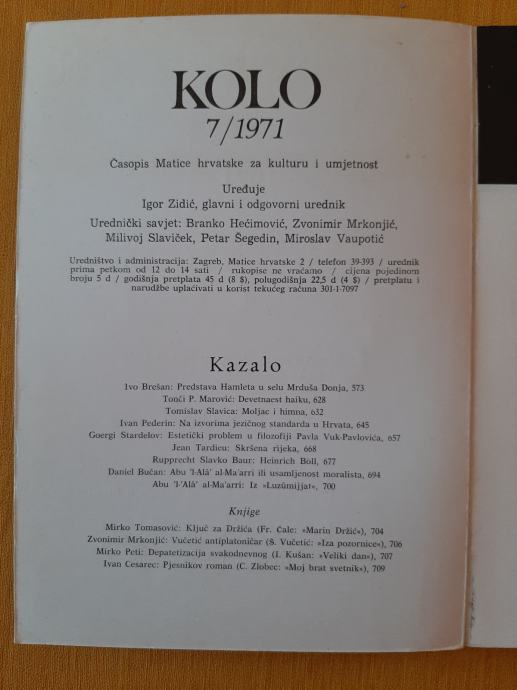 KOLO
7/1971
Časopis Matice hrvatske za kulturu i umjetnost
Uređuje
Igor Zidić, glavni i odgovorni urednik
Urednički savjet: Branko Hećimović, Zvonimir Mrkonjić,
Milivoj Slaviček, Petar Šegedin, Miroslav Vaupotić
Uredništvo i administracija: Zagreb, Matice hrvatske 2 / telefon 39-393 / urednik
prima petkom od 12 do 14 sati / rukopise ne vraćamo / cijena pojedinom
broju 5 d / godišnja pretplata 45 d (8 $), polugodišnja 22,5 d (4 $) / pretplatu i
narudžbe uplaćivati u korist tekućeg računa 301-1-7097
Kazalo
Ivo Brešan: Predstava Hamleta u selu Mrduša Donja, 573
Tonči P. Marović: Devetnaest haiku, 628
Tomislav Slavica: Moljac i himna, 632
Ivan Pederin: Na izvorima jezičnog standarda u Hrvata, 645
Goergi Stardelov: Estetički problem u filozofiji Pavla Vuk-Pavlovića, 657
Jean Tardieu: Skršena rijeka, 668
Rupprecht Slavko Baur: Heinrich Böll, 677
Daniel Bučan: Abu 'l-Alā' al-Ma'arri ili usamljenost moralista, 694
Abu 'l-'Alā' al-Ma'arri: Iz »Luzūmijjat«, 700
Knjige
Mirko Tomasović: Ključ za Držića (Fr. Čale: »Marin Držić«), 704
Zvonimir Mrkonjić: Vučetić antiplatoničar (Š. Vučetić: »Iza pozornice«), 706
Mirko Peti: Depatetizacija svakodnevnog (I. Kušan: »Veliki dan«), 707
Ivan Cesarec: Pjesnikov roman (C. Zlobec: »Moj brat svetnik«), 709